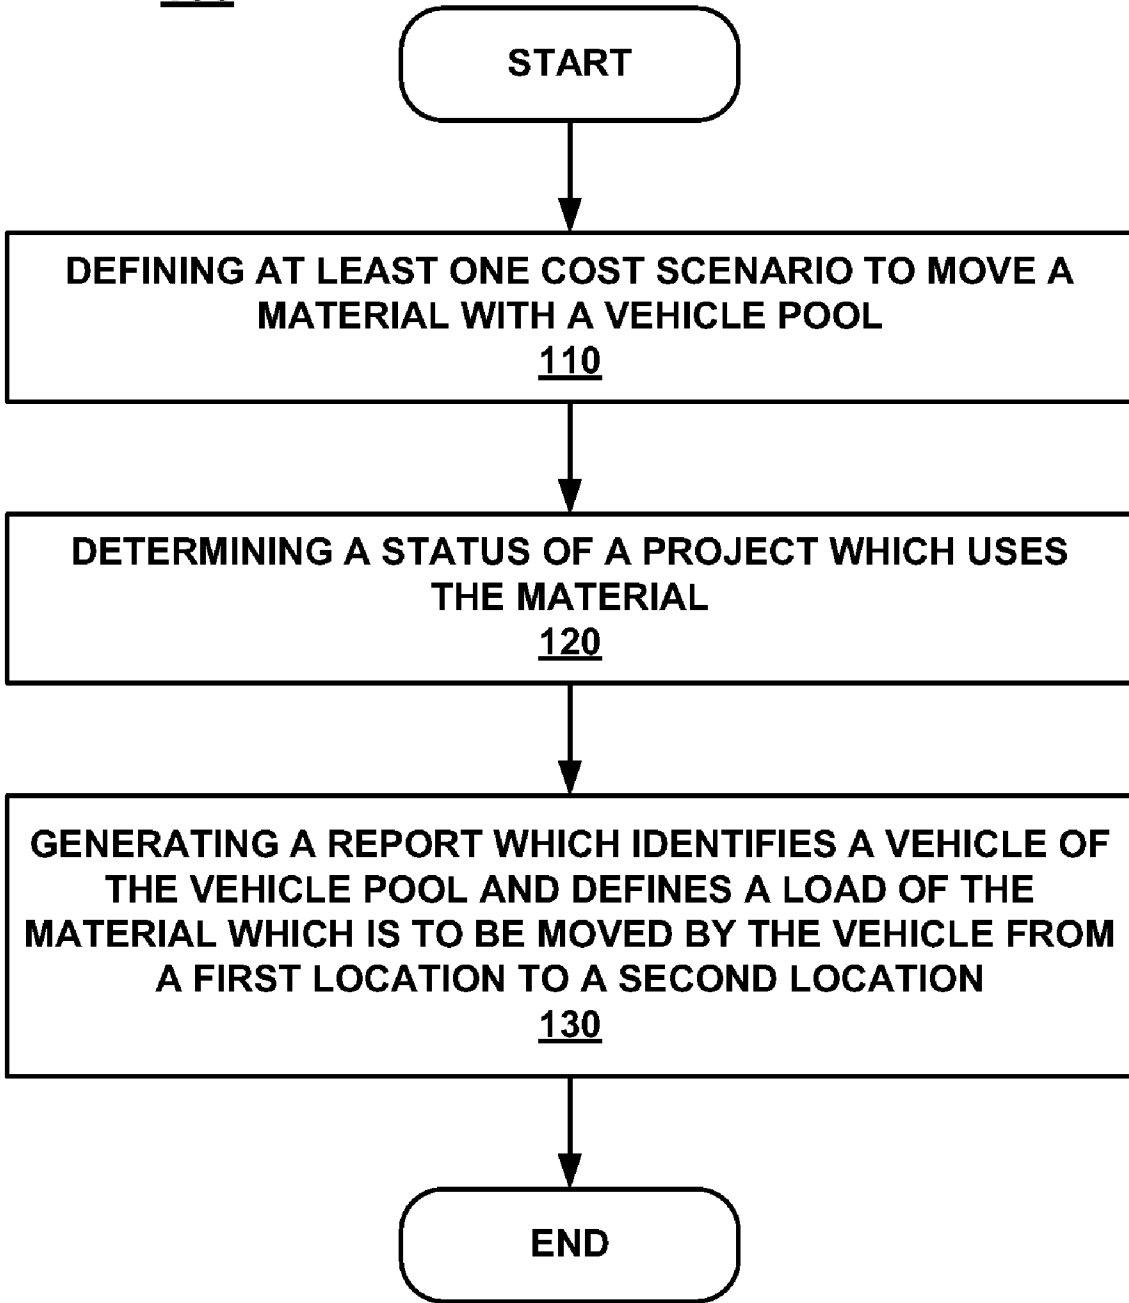 START
DEFINING AT LEAST ONE COST SCENARIO TO MOVE A
MATERIAL WITH A VEHICLE POOL
110
DETERMINING A STATUS OF A PROJECT WHICH USES
THE MATERIAL
120
GENERATING A REPORT WHICH IDENTIFIES A VEHICLE OF
THE VEHICLE POOL AND DEFINES A LOAD OF THE
MATERIAL WHICH IS TO BE MOVED BY THE VEHICLE FROM
A FIRST LOCATION TO A SECOND LOCATION
130
END